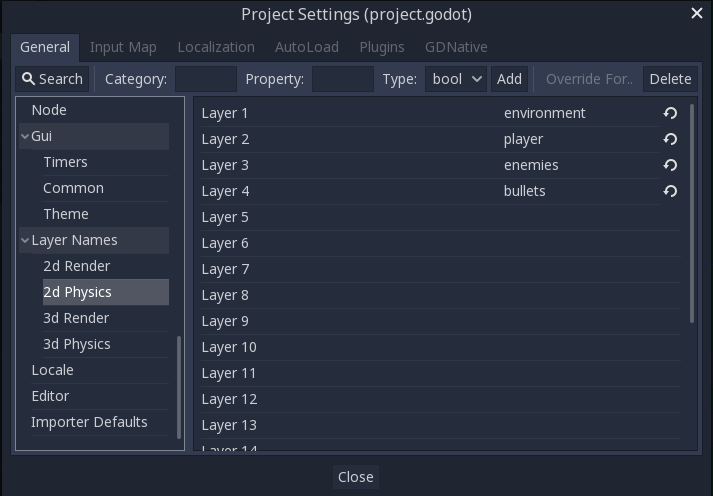 Project Settings (project.godot)
General Input Map Localization AutoLoad Plugins GDNative
Search Category: Property: Type: bool Add Override For.. Delete
Node
Gui
Timers
Common
Theme
Layer Names
2d Render
2d Physics
3d Render
3d Physics
Locale
Editor
Importer Defaults
Layer 1 environment
Layer 2 player
Layer 3 enemies
Layer 4 bullets
Layer 5
Layer 6
Layer 7
Layer 8
Layer 9
Layer 10
Layer 11
Layer 12
Layer 13
Layer 14
Close